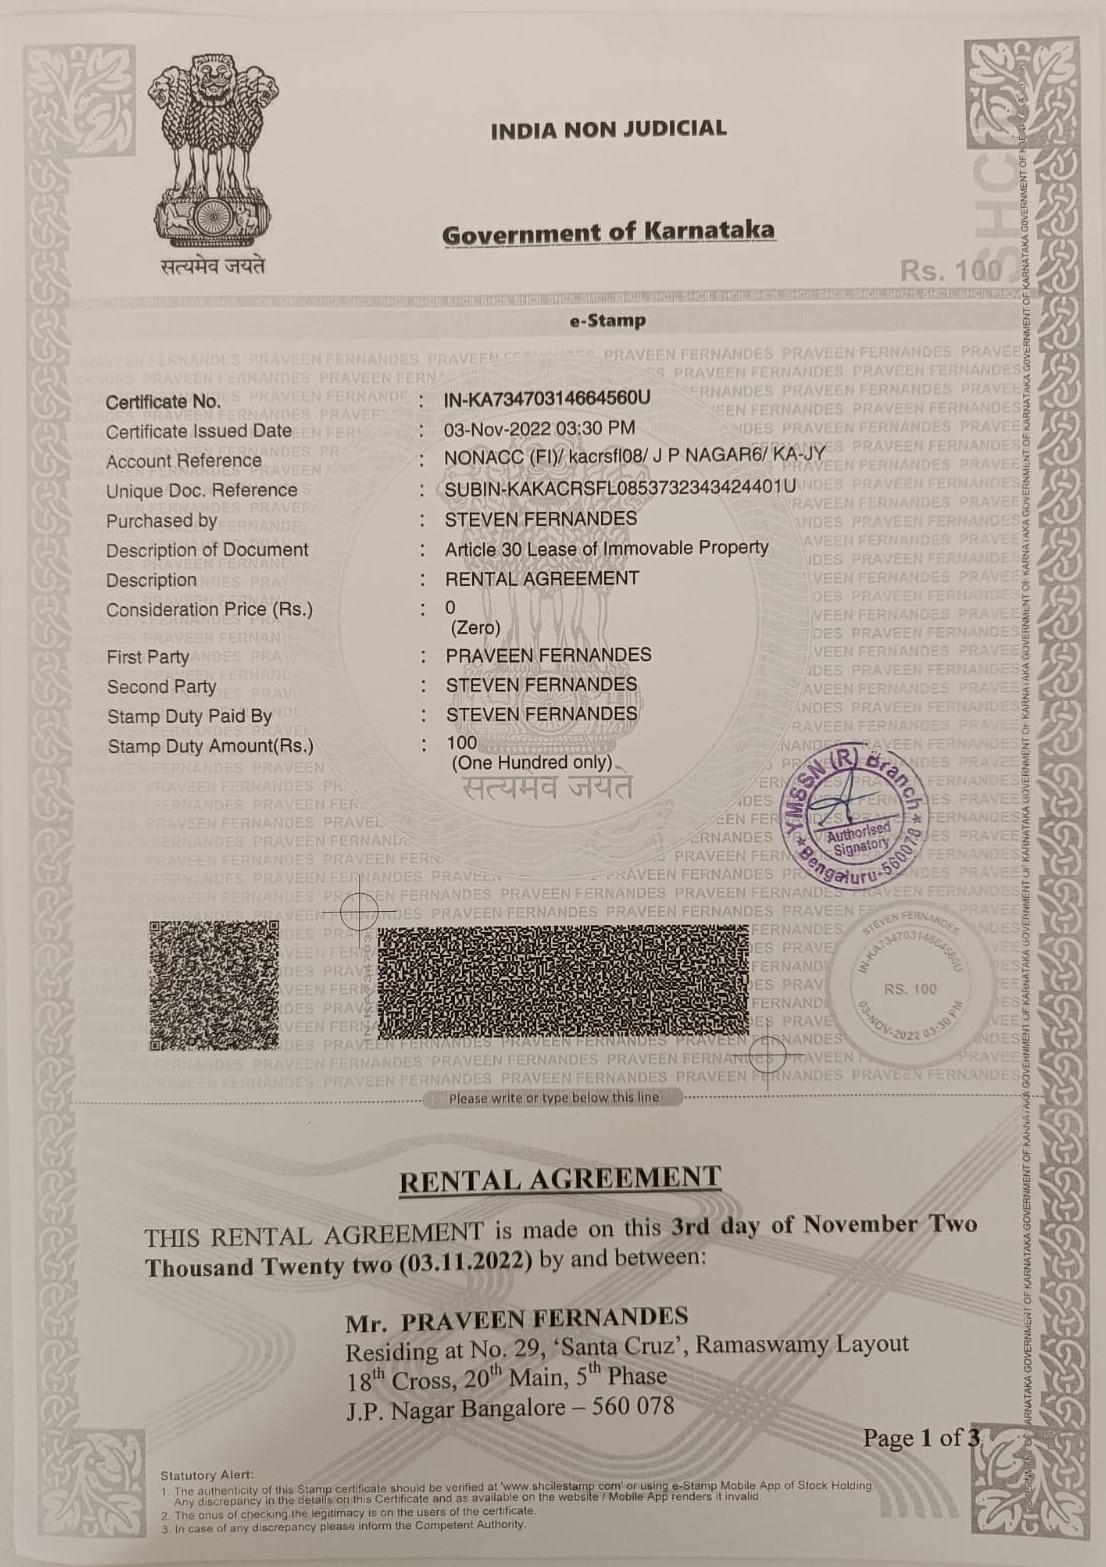 सत्यमेव जयते
INDIA NON JUDICIAL
Government of Karnataka
Rs. 100
e-Stamp
Certificate No. : IN-KA73470314664560U
Certificate Issued Date : 03-Nov-2022 03:30 PM
Account Reference : NONACC (FI)/ kacrsfl08/ J P NAGAR6/ KA-JY
Unique Doc. Reference : SUBIN-KAKACRSFL0853732343424401U
Purchased by : STEVEN FERNANDES
Description of Document : Article 30 Lease of Immovable Property
Description : RENTAL AGREEMENT
Consideration Price (Rs.) : 0
(Zero)
First Party : PRAVEEN FERNANDES
Second Party : STEVEN FERNANDES
Stamp Duty Paid By : STEVEN FERNANDES
Stamp Duty Amount(Rs.) : 100
(One Hundred only)
सत्यमेव जयते
YMSSN (R) Branch
Authorised
Signatory
Bengaluru-560078
STEVEN FERNANDES
IN-KA73470314664560U
RS. 100
03-NOV-2022 03:30 PM
Please write or type below this line
RENTAL AGREEMENT
THIS RENTAL AGREEMENT is made on this 3rd day of November Two
Thousand Twenty two (03.11.2022) by and between:
Mr. PRAVEEN FERNANDES
Residing at No. 29, ‘Santa Cruz’, Ramaswamy Layout
18th Cross, 20th Main, 5th Phase
J.P. Nagar Bangalore – 560 078
Page 1 of 3
Statutory Alert:
1. The authenticity of this Stamp certificate should be verified at 'www.shcilestamp.com' or using e-Stamp Mobile App of Stock Holding
Any discrepancy in the details on this Certificate and as available on the website / Mobile App renders it invalid.
2. The onus of checking the legitimacy is on the users of the certificate.
3. In case of any discrepancy please inform the Competent Authority.